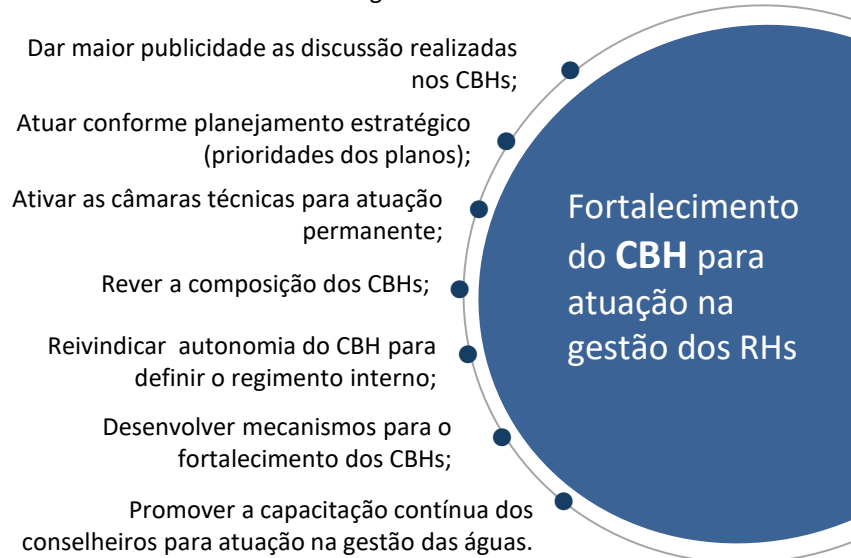 Dar maior publicidade as discussão realizadas
nos CBHs;
Atuar conforme planejamento estratégico
(prioridades dos planos);
Ativar as câmaras técnicas para atuação
permanente;
Rever a composição dos CBHs;
Reivindicar autonomia do CBH para
definir o regimento interno;
Desenvolver mecanismos para o
fortalecimento dos CBHs;
Promover a capacitação contínua dos
conselheiros para atuação na gestão das águas.
Fortalecimento
do CBH para
atuação na
gestão dos RHs